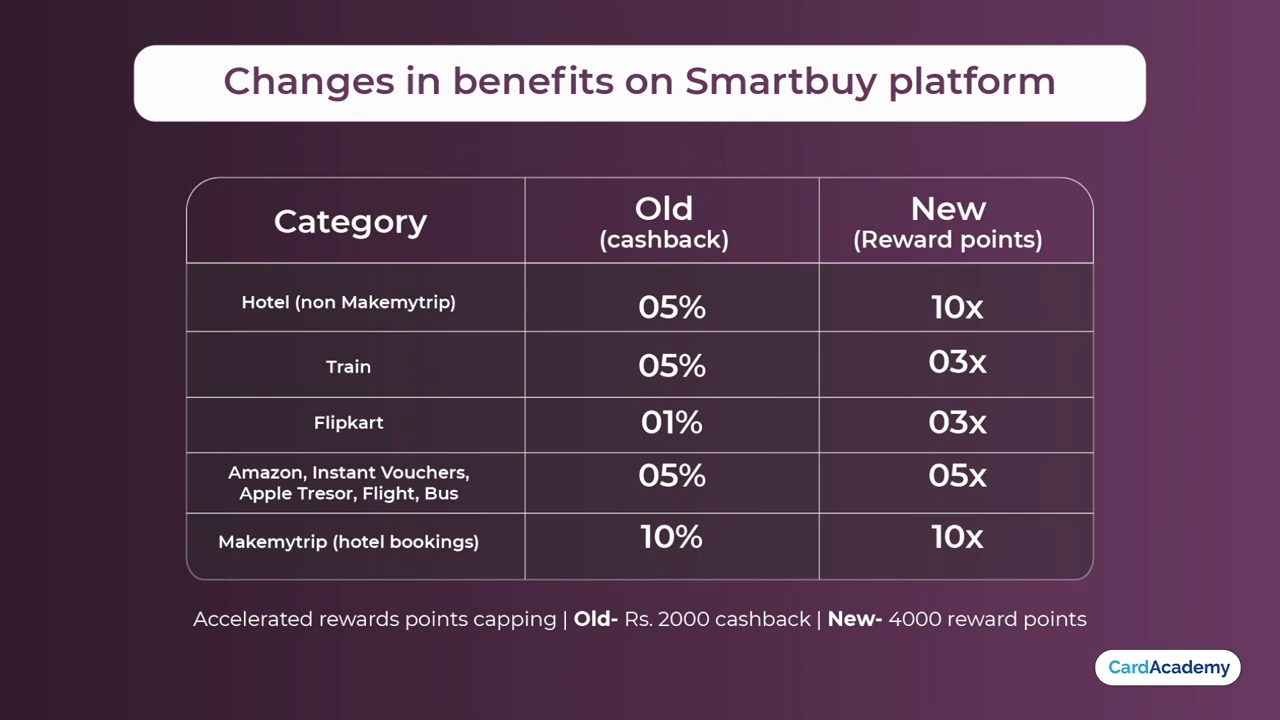 Changes in benefits on Smartbuy platform
Category
Old
(cashback)
New
(Reward points)
Hotel (non Makemytrip)
05%
10x
Train
05%
03x
Flipkart
01%
03x
Amazon, Instant Vouchers,
Apple Tresor, Flight, Bus
05%
05x
Makemytrip (hotel bookings)
10%
10x
Accelerated rewards points capping | Old- Rs. 2000 cashback | New- 4000 reward points
CardAcademy